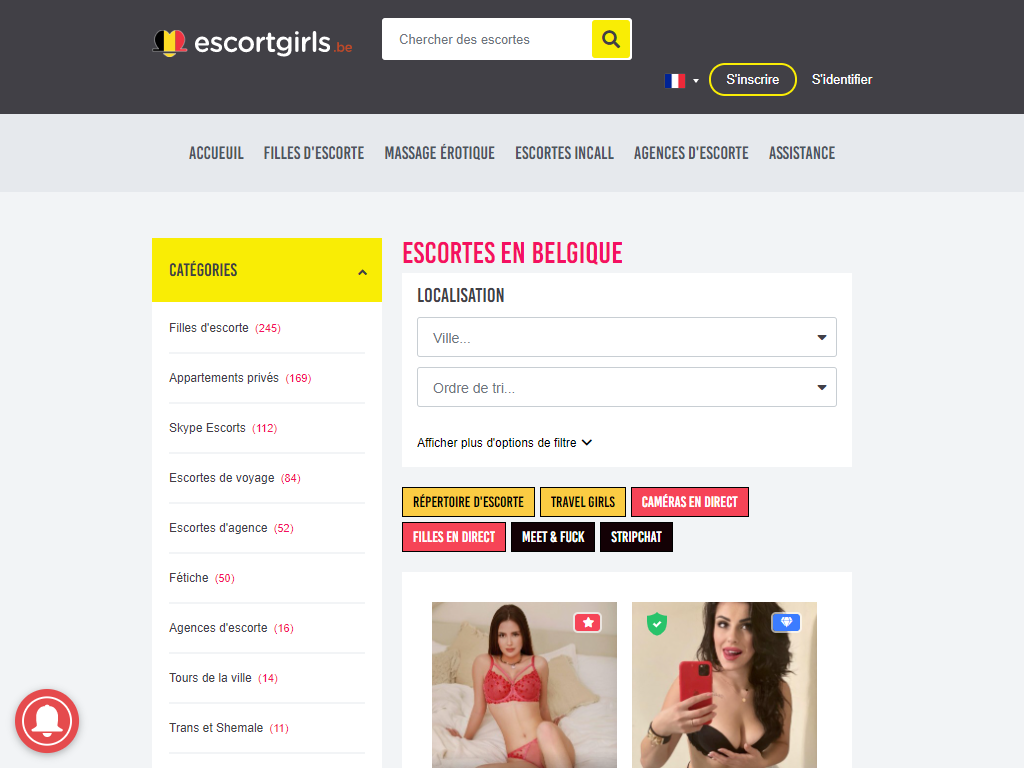 escortgirls.be
Chercher des escortes
S'inscrire
S'identifier
ACCUEUIL
FILLES D'ESCORTE
MASSAGE ÉROTIQUE
ESCORTES INCALL
AGENCES D'ESCORTE
ASSISTANCE
CATÉGORIES
Filles d'escorte (245)
Appartements privés (169)
Skype Escorts (112)
Escortes de voyage (84)
Escortes d'agence (52)
Fétiche (50)
Agences d'escorte (16)
Tours de la ville (14)
Trans et Shemale (11)
ESCORTES EN BELGIQUE
LOCALISATION
Ville...
Ordre de tri...
Afficher plus d'options de filtre
RÉPERTOIRE D'ESCORTE
TRAVEL GIRLS
CAMÉRAS EN DIRECT
FILLES EN DIRECT
MEET & FUCK
STRIPCHAT